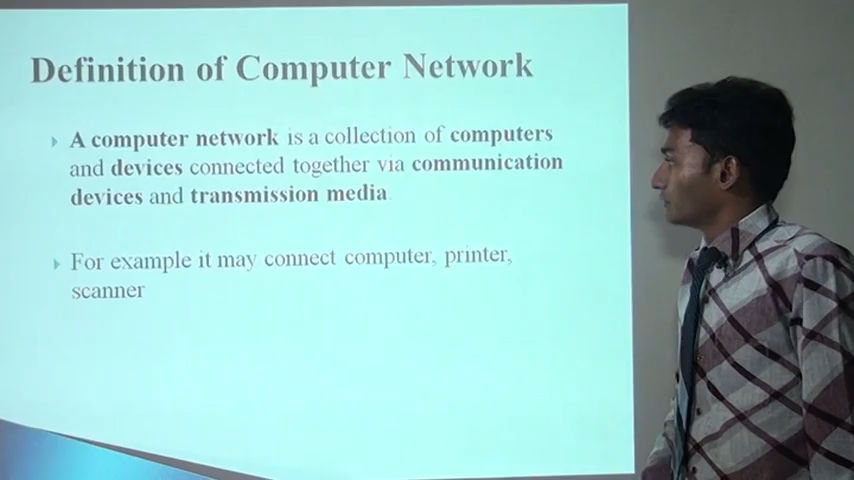 Definition of Computer Network
A computer network is a collection of computers
and devices connected together via communication
devices and transmission media.
For example it may connect computer, printer,
scanner